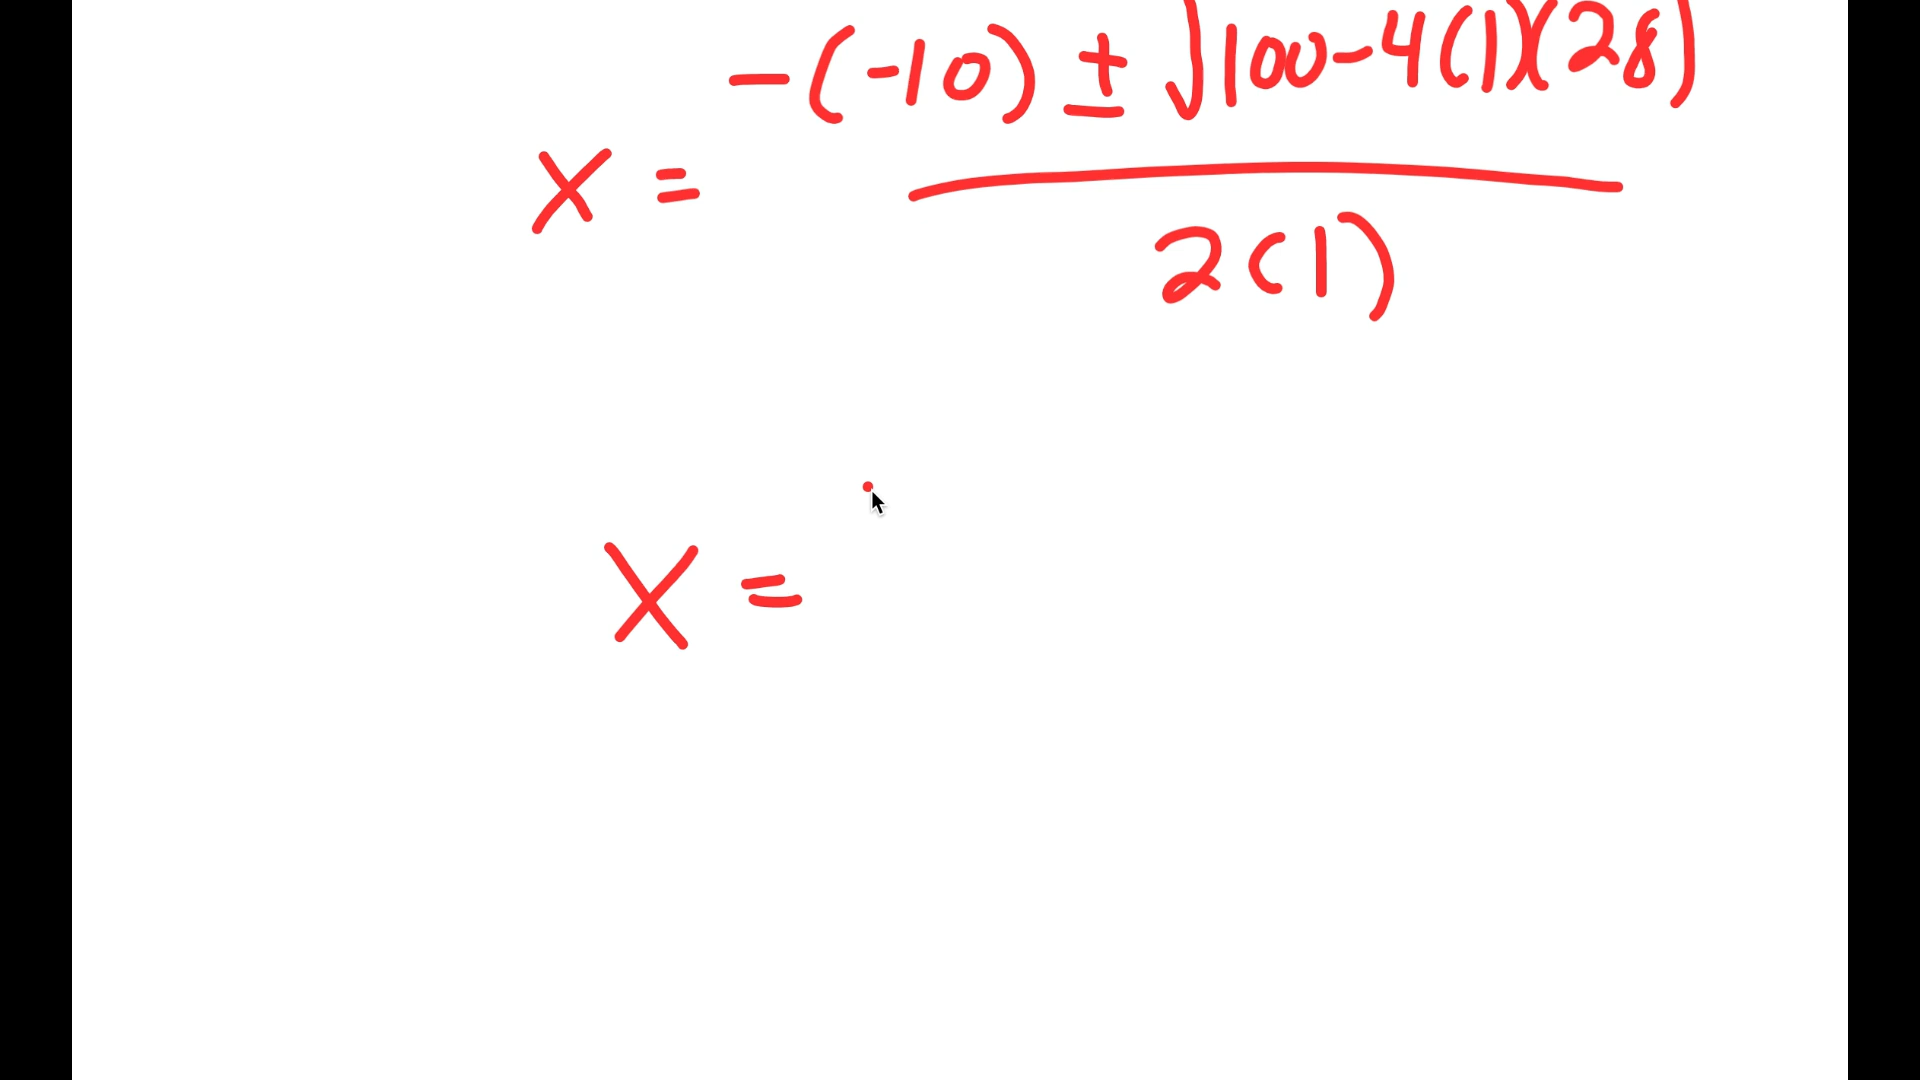 -(-10) ± √100-4(1)(28)
x =
2(1)
x =